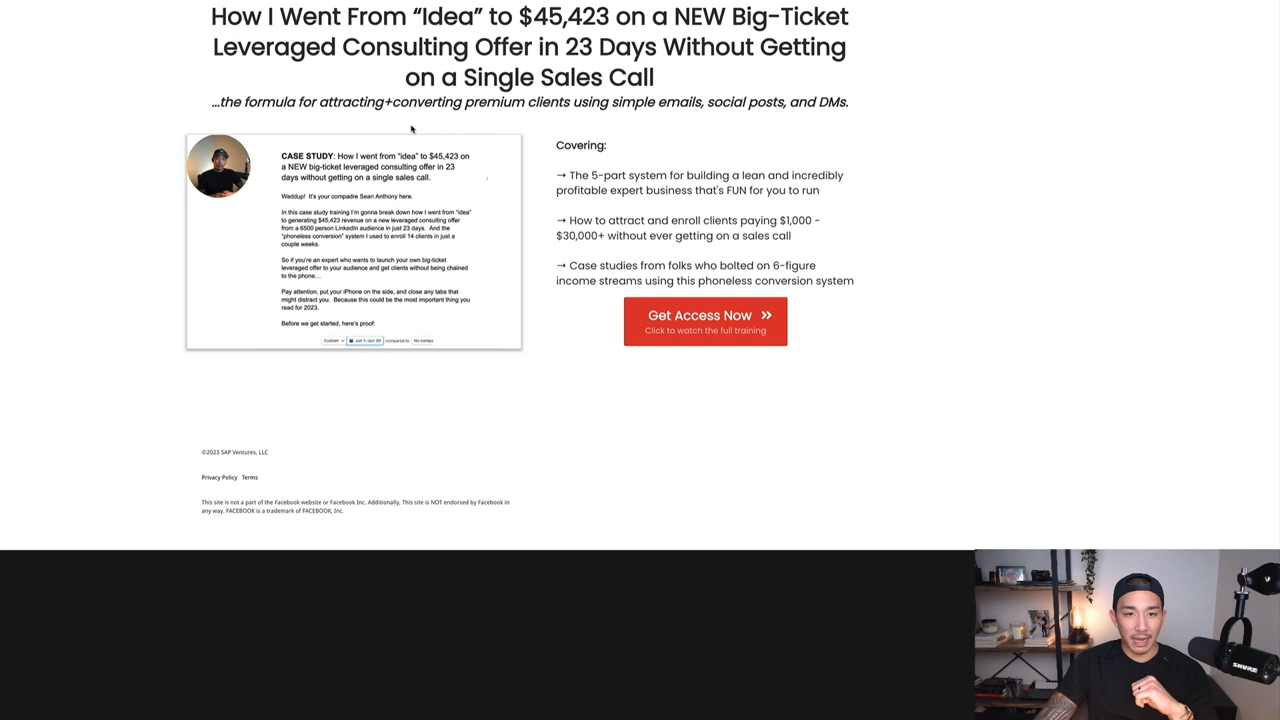 How I Went From “Idea” to $45,423 on a NEW Big-Ticket
Leveraged Consulting Offer in 23 Days Without Getting
on a Single Sales Call
...the formula for attracting+converting premium clients using simple emails, social posts, and DMs.
CASE STUDY: How I went from "idea" to $45,423 on
a NEW big-ticket leveraged consulting offer in 23
days without getting on a single sales call.
Waddup! It's your compadre Sean Anthony here.
In this case study training I'm gonna break down how I went from "idea"
to generating $45,423 revenue on a new leveraged consulting offer
from a 6500 person LinkedIn audience in just 23 days. And the
"phoneless conversion" system I used to enroll 14 clients in just a
couple weeks.
So if you're an expert who wants to launch your own big-ticket
leveraged offer to your audience and get clients without being chained
to the phone...
Pay attention, put your iPhone on the side, and close any tabs that
might distract you. Because this could be the most important thing you
read for 2023.
Before we get started, here's proof:
Custom Jun 1-Jun 30 compared to No compa
Covering:
→ The 5-part system for building a lean and incredibly
profitable expert business that's FUN for you to run
→ How to attract and enroll clients paying $1,000 -
$30,000+ without ever getting on a sales call
→ Case studies from folks who bolted on 6-figure
income streams using this phoneless conversion system
Get Access Now »
Click to watch the full training
©2023 SAP Ventures, LLC
Privacy Policy Terms
This site is not a part of the Facebook website or Facebook Inc. Additionally, This site is NOT endorsed by Facebook in
any way. FACEBOOK is a trademark of FACEBOOK, Inc.
SHURE